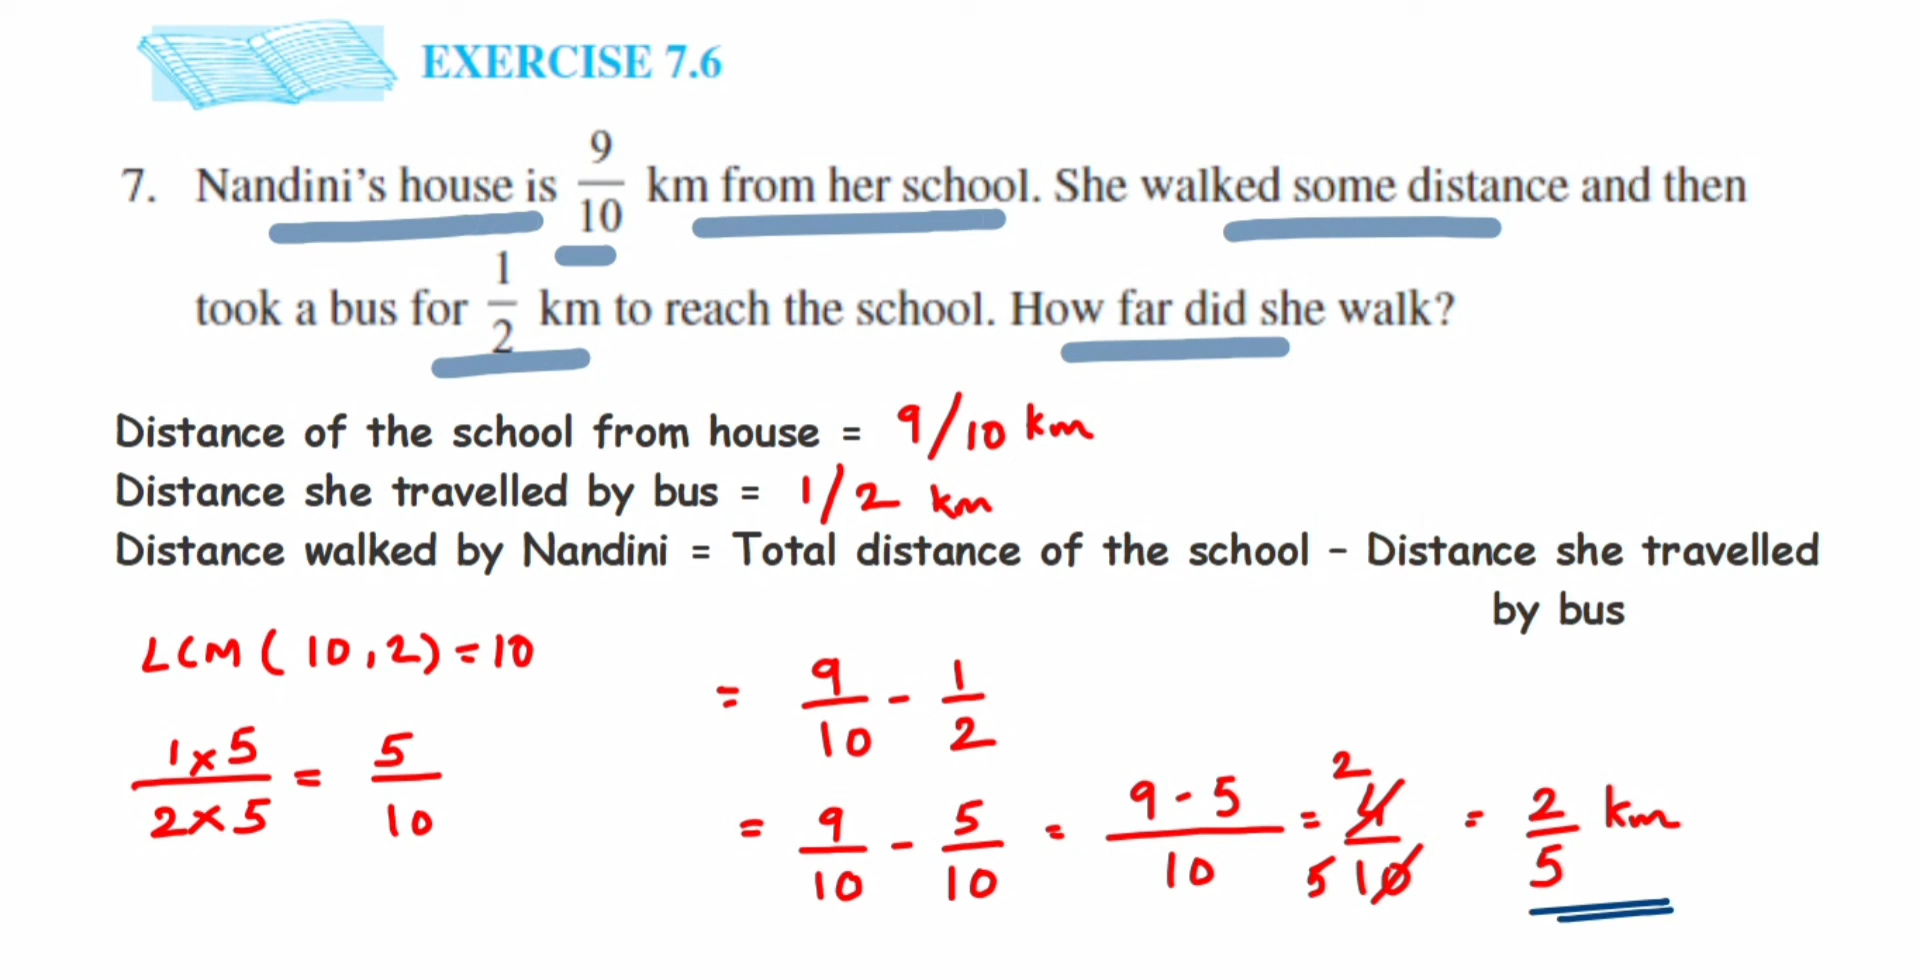 EXERCISE 7.6
7. Nandini's house is 9/10 km from her school. She walked some distance and then
took a bus for 1/2 km to reach the school. How far did she walk?
Distance of the school from house = 9/10 km
Distance she travelled by bus = 1/2 km
Distance walked by Nandini = Total distance of the school - Distance she travelled
by bus
LCM (10,2) = 10
= 9/10 - 1/2
1x5/2x5 = 5/10
= 9/10 - 5/10 = 9-5/10 = 2 4/5 10 = 2/5 km